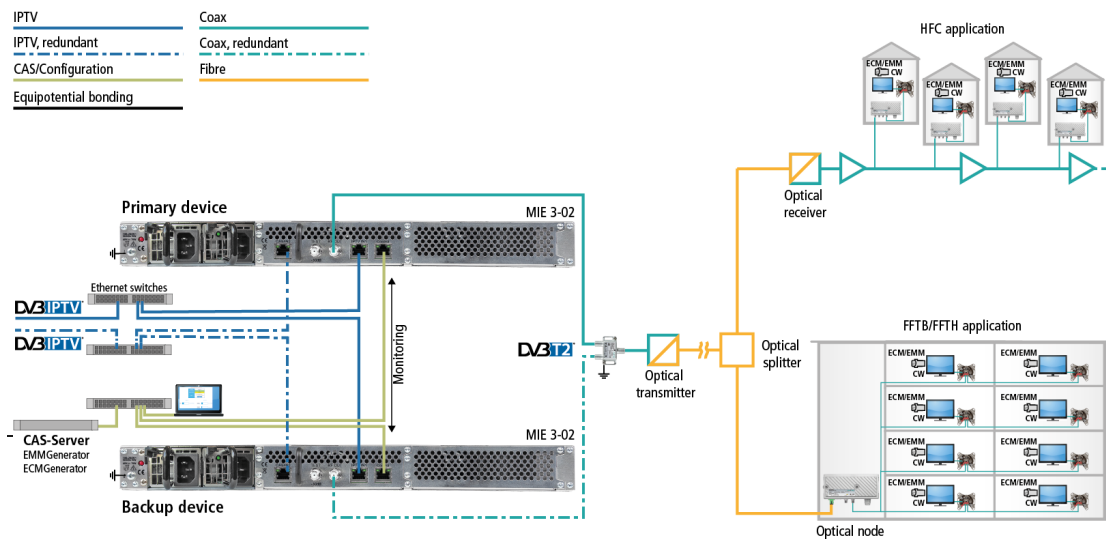 IPTV
Coax
IPTV, redundant
Coax, redundant
CAS/Configuration
Fibre
Equipotential bonding
HFC application
ECM/EMM
CW
ECM/EMM
CW
ECM/EMM
CW
ECM/EMM
CW
Optical
receiver
Primary device
MIE 3-02
Ethernet switches
DVB IPTV
DVB IPTV
Monitoring
DVB T2
Optical
transmitter
Optical
splitter
FFTB/FFTH application
ECM/EMM
CW
ECM/EMM
CW
ECM/EMM
CW
ECM/EMM
CW
ECM/EMM
CW
ECM/EMM
CW
ECM/EMM
CW
ECM/EMM
CW
Optical node
CAS-Server
EMMGenerator
ECMGenerator
MIE 3-02
Backup device